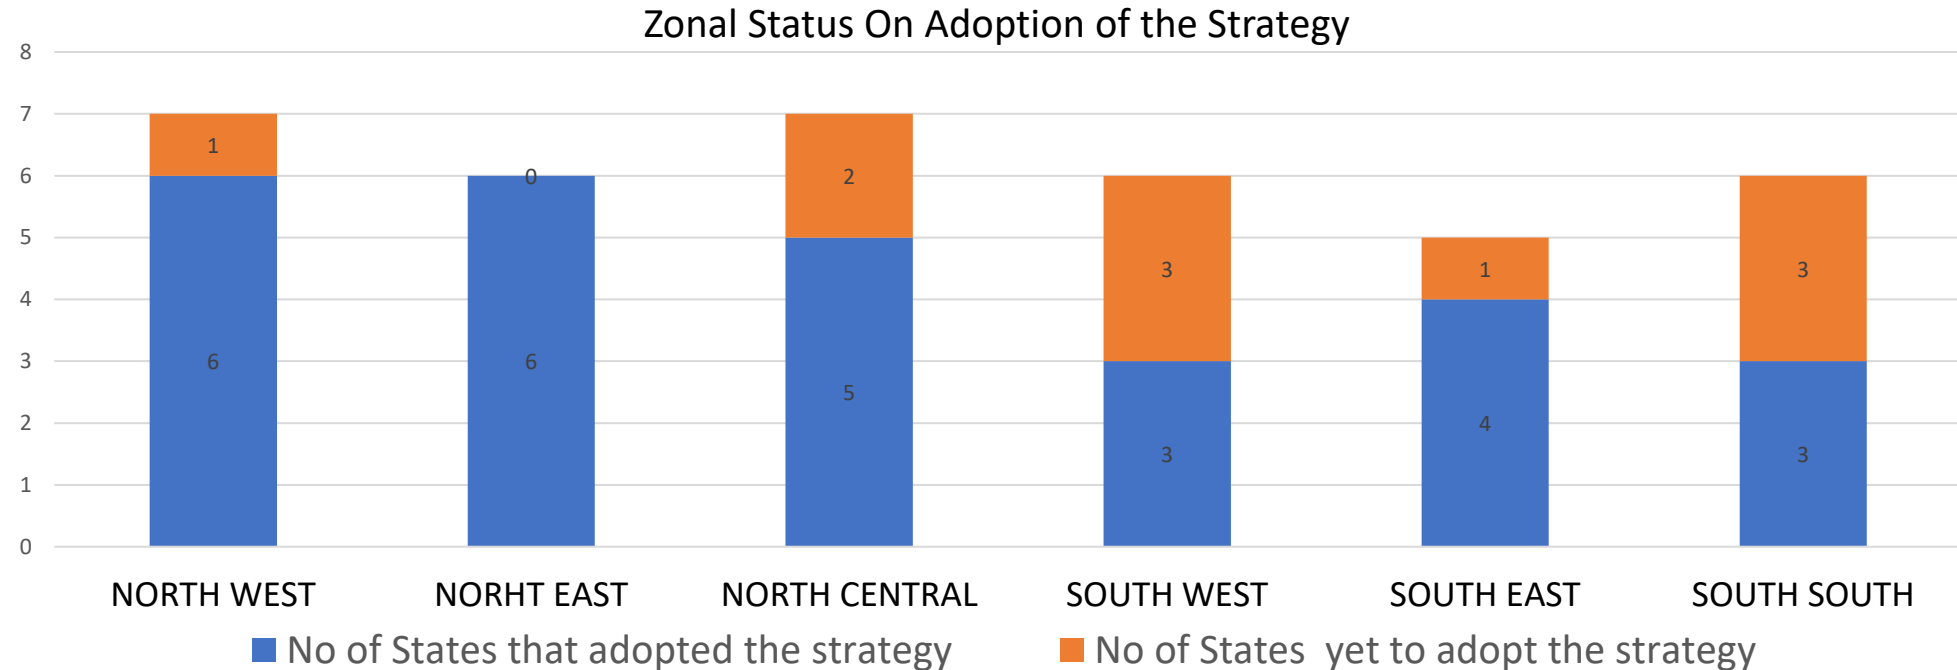 Zonal Status On Adoption of the Strategy
8
7
6
5
4
3
2
1
0
1
0
2
3
1
3
6
6
5
3
4
3
NORTH WEST
NORHT EAST
NORTH CENTRAL
SOUTH WEST
SOUTH EAST
SOUTH SOUTH
No of States that adopted the strategy
No of States  yet to adopt the strategy